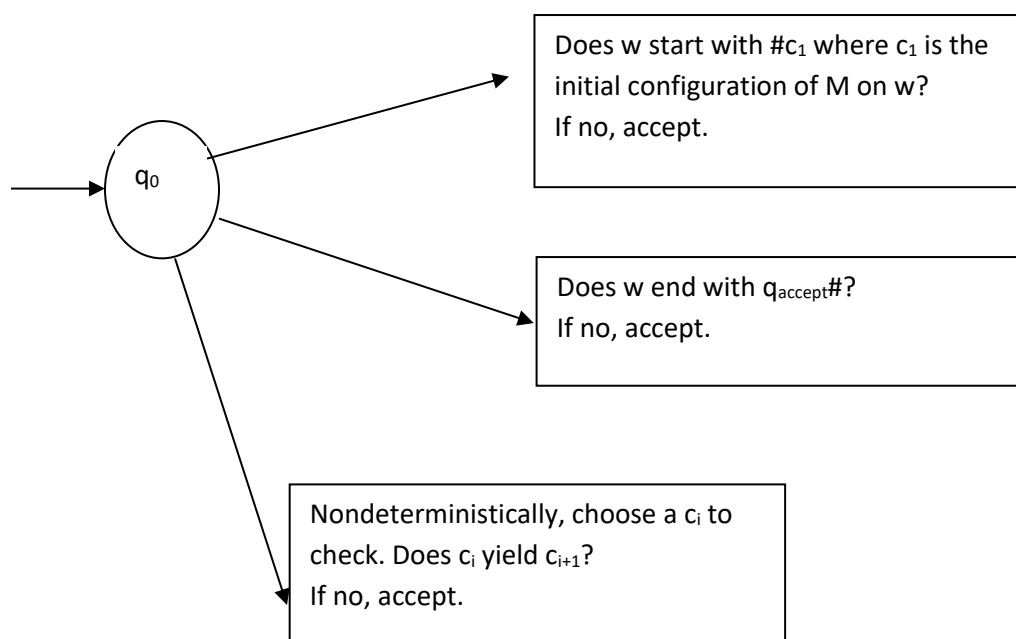 Does w start with #c₁ where c₁ is the
initial configuration of M on w?
If no, accept.
q₀
Does w end with qₐccept#?
If no, accept.
Nondeterministically, choose a cᵢ to
check. Does cᵢ yield cᵢ₊₁?
If no, accept.